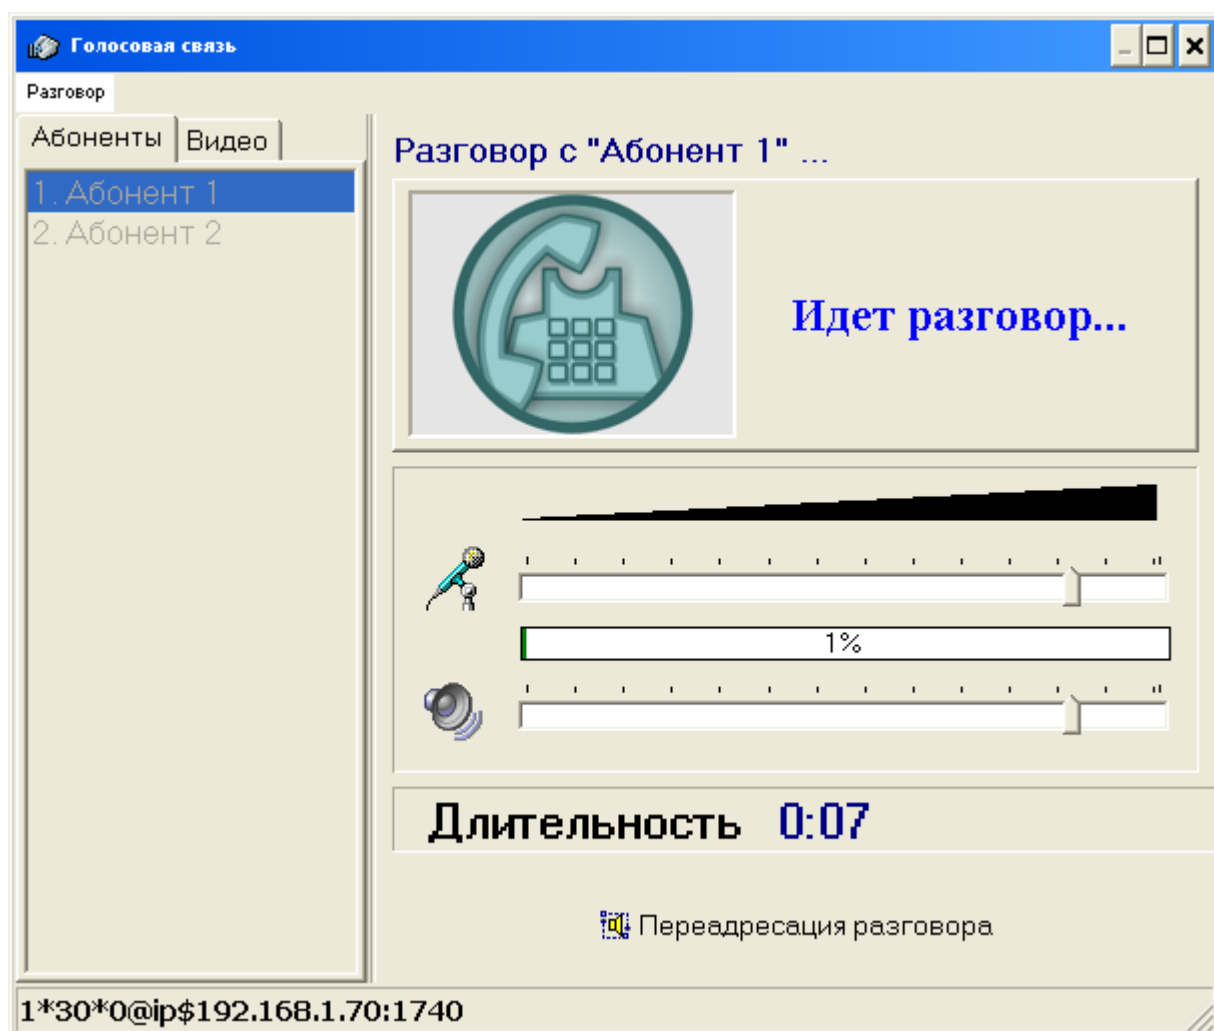 Голосовая связь
Разговор
Абоненты Видео
1. Абонент 1
2. Абонент 2
Разговор с "Абонент 1" ...
Идет разговор...
1%
Длительность 0:07
Переадресация разговора
1*30*0@ip$192.168.1.70:1740